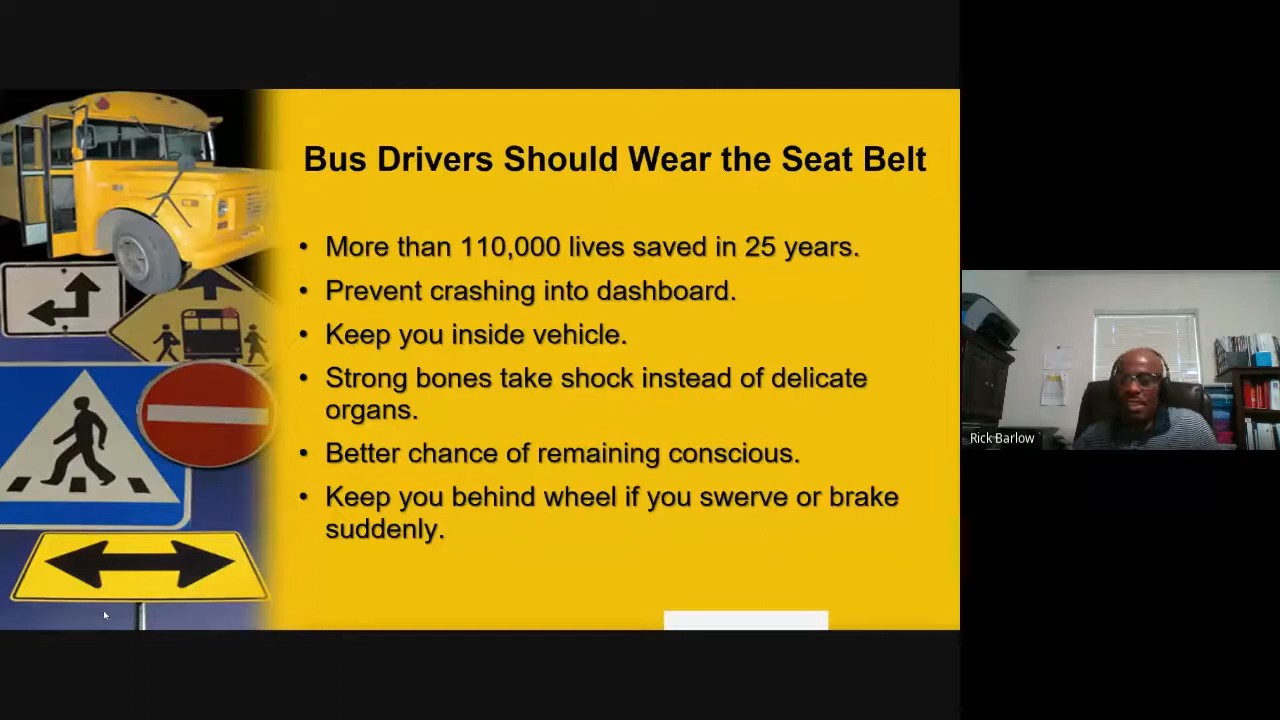 Bus Drivers Should Wear the Seat Belt
• More than 110,000 lives saved in 25 years.
• Prevent crashing into dashboard.
• Keep you inside vehicle.
• Strong bones take shock instead of delicate
organs.
• Better chance of remaining conscious.
• Keep you behind wheel if you swerve or brake
suddenly.
Rick Barlow